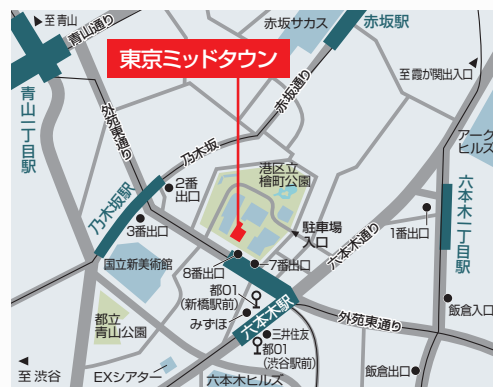 至青山
青山通り
赤坂サカス
赤坂駅
東京ミッドタウン
至霞が関出入口
赤坂通り
青山一丁目駅
外苑東通り
乃木坂
港区立
檜町公園
アーク
ヒルズ
乃木坂駅
2番
出口
六本木一丁目駅
駐車場
入口
3番出口
1番出口
六本木通り
国立新美術館
8番出口
7番出口
都01
(新橋駅前)
六本木駅
飯倉入口
都立
青山公園
みずほ
外苑東通り
三井住友
都01
(渋谷駅前)
至 渋谷
EXシアター
六本木ヒルズ
飯倉出口